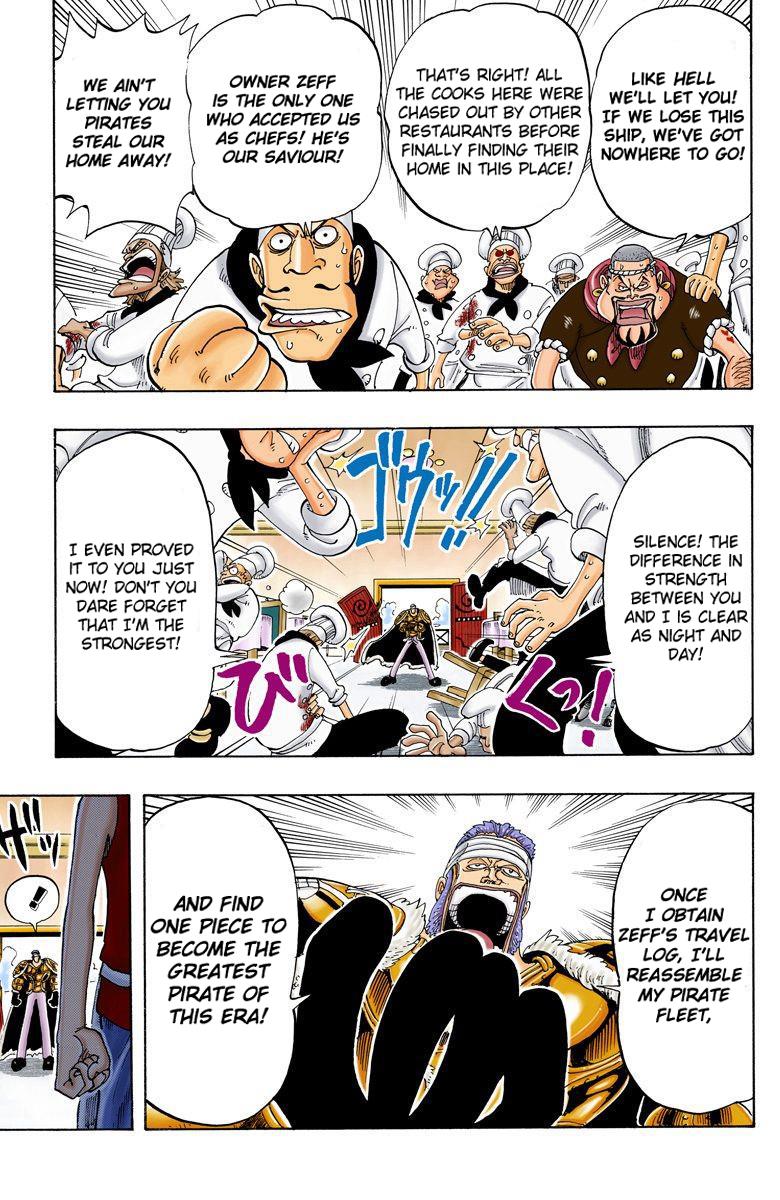 LIKE HELL
WE'LL LET YOU!
IF WE LOSE THIS
SHIP, WE'VE GOT
NOWHERE TO GO!
THAT'S RIGHT! ALL
THE COOKS HERE WERE
CHASED OUT BY OTHER
RESTAURANTS BEFORE
FINALLY FINDING THEIR
HOME IN THIS PLACE!
OWNER ZEFF
IS THE ONLY ONE
WHO ACCEPTED US
AS CHEFS! HE'S
OUR SAVIOUR!
WE AIN'T
LETTING YOU
PIRATES
STEAL OUR
HOME AWAY!
SILENCE! THE
DIFFERENCE IN
STRENGTH
BETWEEN YOU
AND I IS CLEAR
AS NIGHT AND
DAY!
ゴウッ!!
I EVEN PROVED
IT TO YOU JUST
NOW! DON'T YOU
DARE FORGET
THAT I'M THE
STRONGEST!
び
くっ!
ONCE
I OBTAIN
ZEFF'S TRAVEL
LOG, I'LL
REASSEMBLE
MY PIRATE
FLEET,
AND FIND
ONE PIECE TO
BECOME THE
GREATEST
PIRATE OF
THIS ERA!
ザッ
!